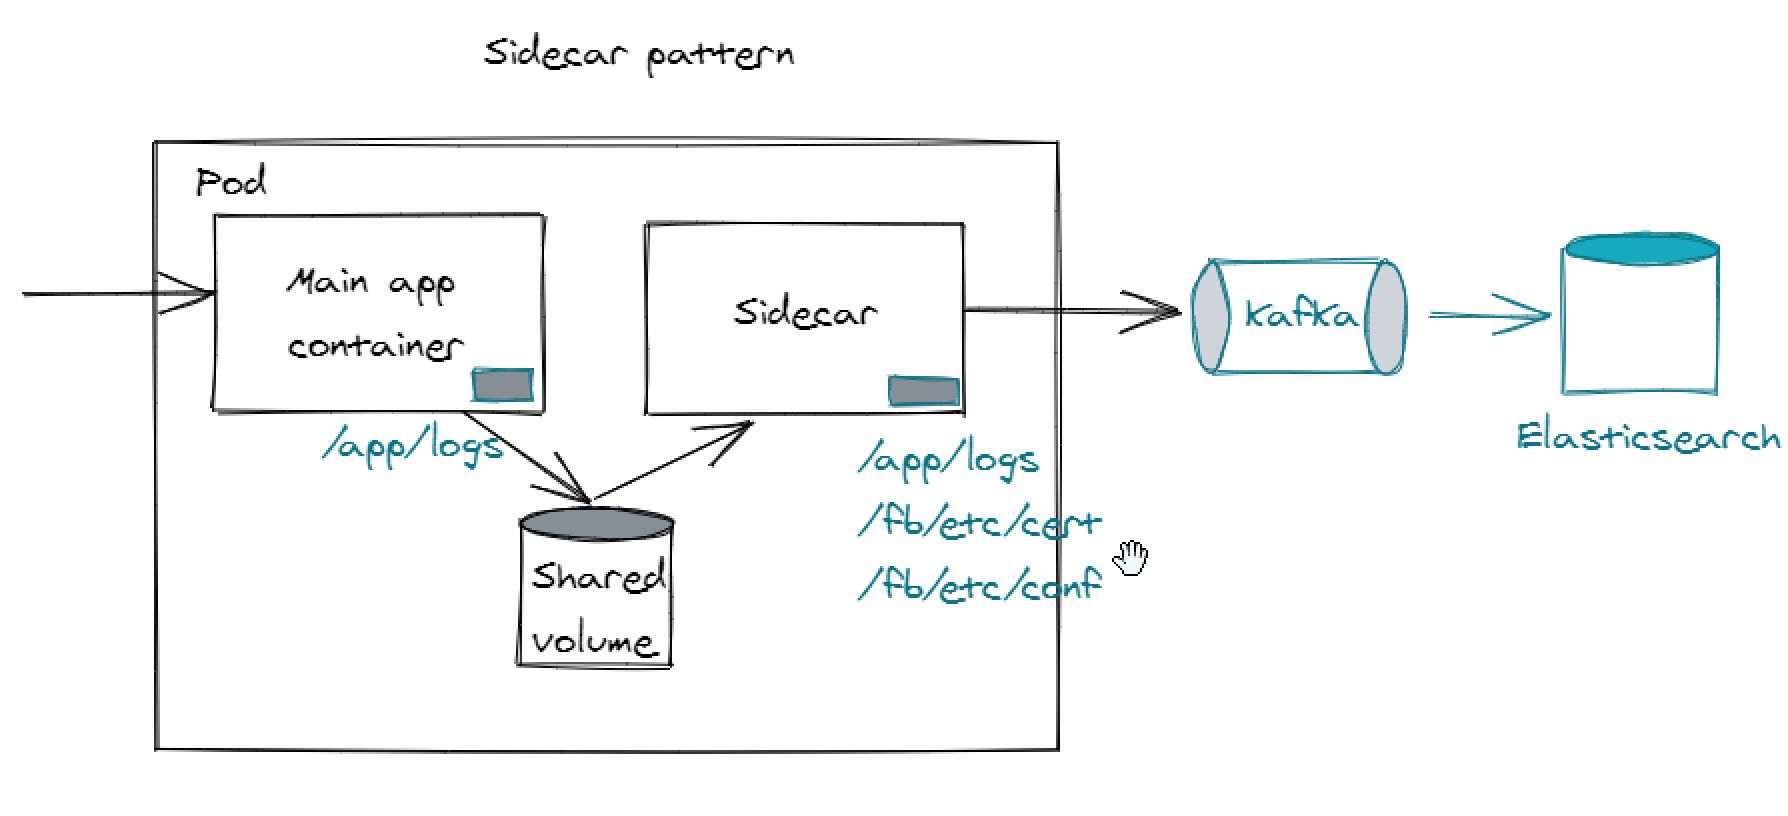 Sidecar pattern
Pod
Main app
container
Sidecar
kafka
/app/logs
Elasticsearch
/app/logs
/fb/etc/cert
/fb/etc/conf
Shared
volume